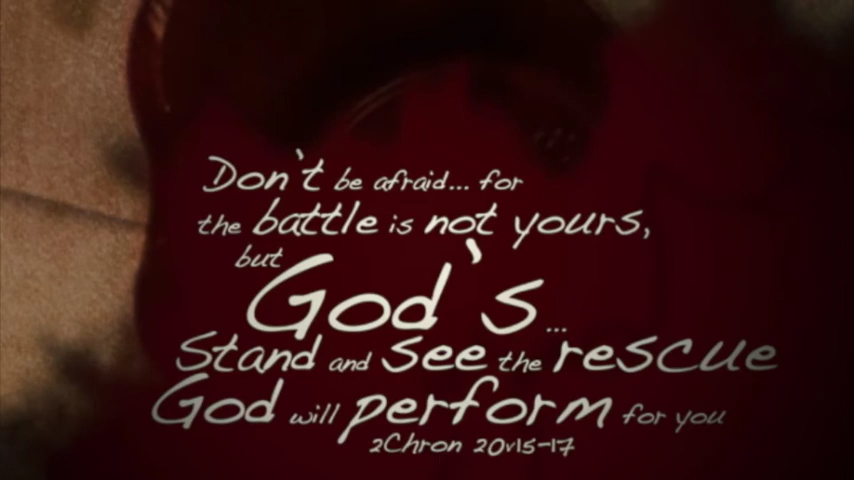 Don't be afraid... for
the battle is not yours,
but
God's...
Stand and see the rescue
God will perform for you
2Chron 20v15-17